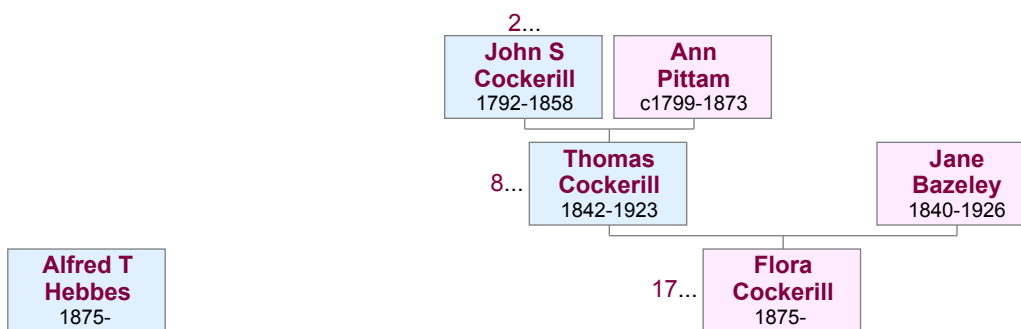 2...
John S
Cockerill
1792-1858
Ann
Pittam
c1799-1873
8...
Thomas
Cockerill
1842-1923
Jane
Bazeley
1840-1926
Alfred T
Hebbes
1875-
17...
Flora
Cockerill
1875-